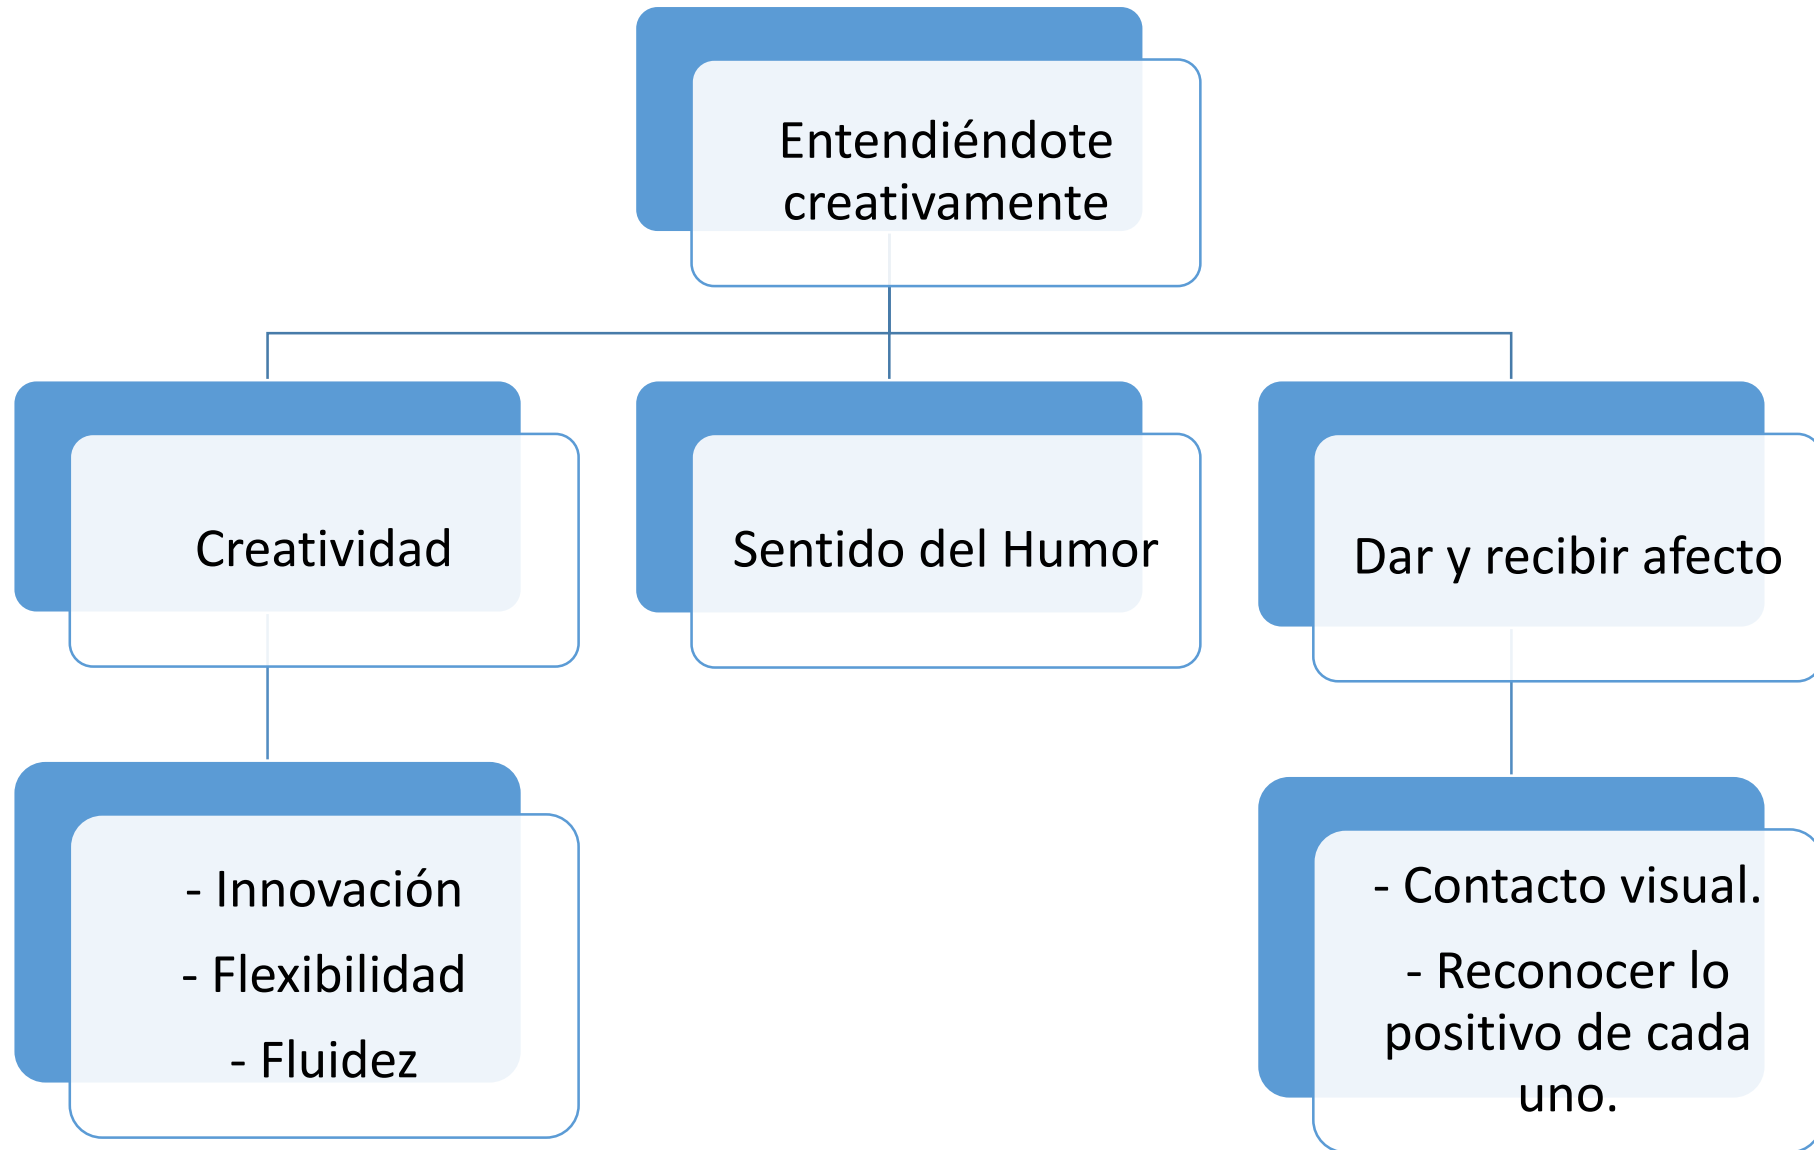 Entendiéndote
creativamente
Creatividad
Sentido del Humor
Dar y recibir afecto
- Innovación
- Flexibilidad
- Fluidez
- Contacto visual.
- Reconocer lo
positivo de cada
uno.